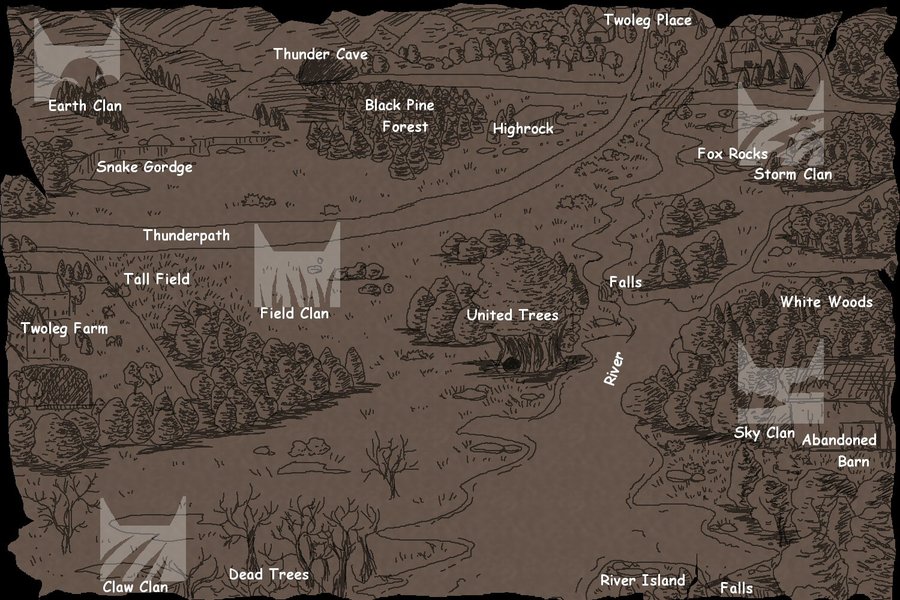 Twoleg Place
Thunder Cave
Earth Clan
Black Pine
Forest
Highrock
Fox Rocks
Storm Clan
Snake Gordge
Thunderpath
Tall Field
Field Clan
Falls
White Woods
Twoleg Farm
United Trees
River
Sky Clan
Abandoned
Barn
Claw Clan
Dead Trees
River Island
Falls